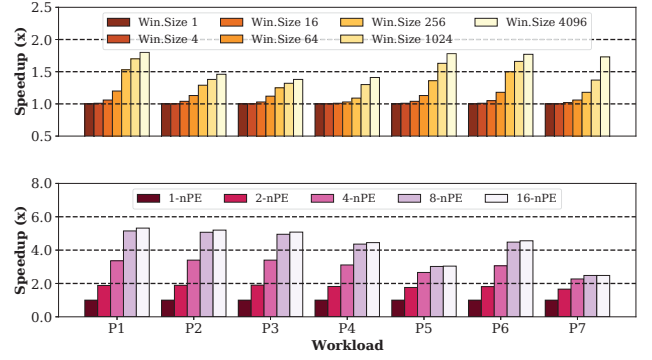 2.5
2.0
1.5
1.0
0.5
Speedup (x)
Win.Size 1 Win.Size 16 Win.Size 256 Win.Size 4096
Win.Size 4 Win.Size 64 Win.Size 1024
8.0
6.0
4.0
2.0
0.0
Speedup (x)
1-nPE 2-nPE 4-nPE 8-nPE 16-nPE
P1 P2 P3 P4 P5 P6 P7
Workload